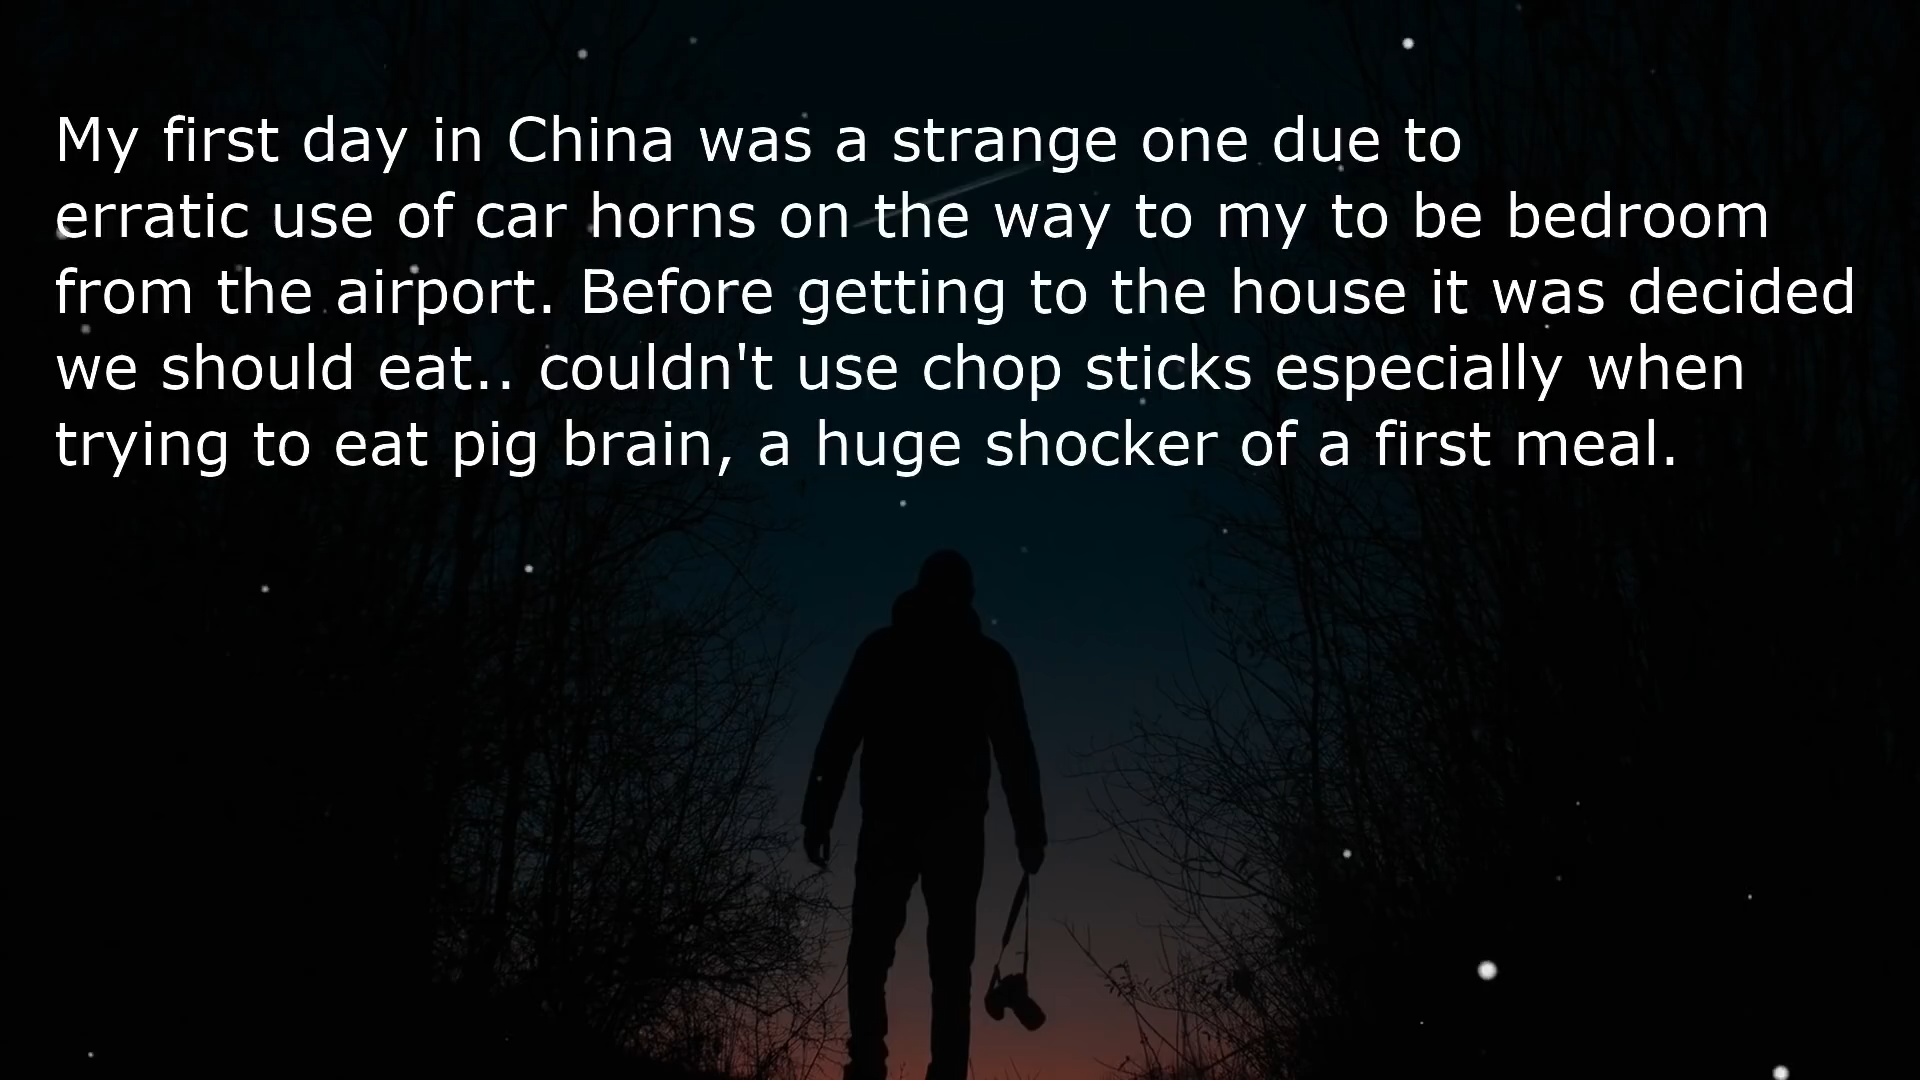 My first day in China was a strange one due to
erratic use of car horns on the way to my to be bedroom
from the airport. Before getting to the house it was decided
we should eat.. couldn't use chop sticks especially when
trying to eat pig brain, a huge shocker of a first meal.